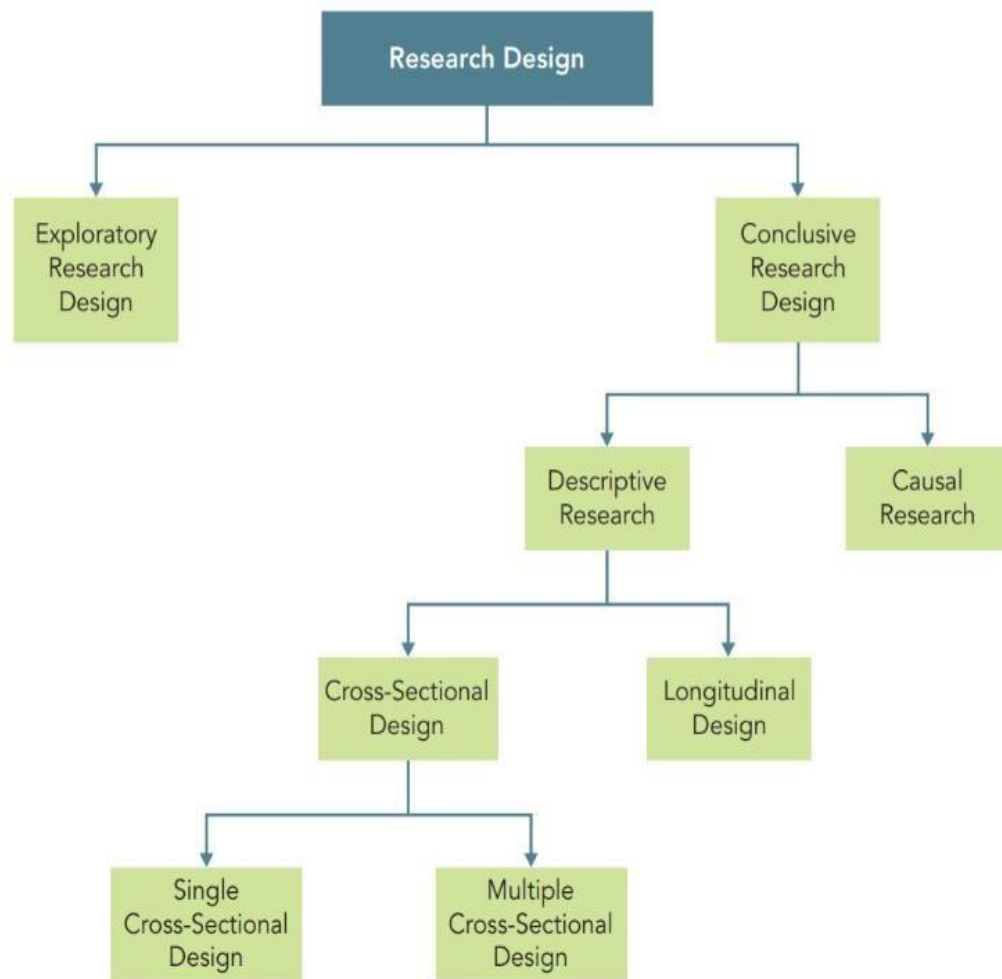 Research Design
Exploratory
Research
Design
Conclusive
Research
Design
Descriptive
Research
Causal
Research
Cross-Sectional
Design
Longitudinal
Design
Single
Cross-Sectional
Design
Multiple
Cross-Sectional
Design